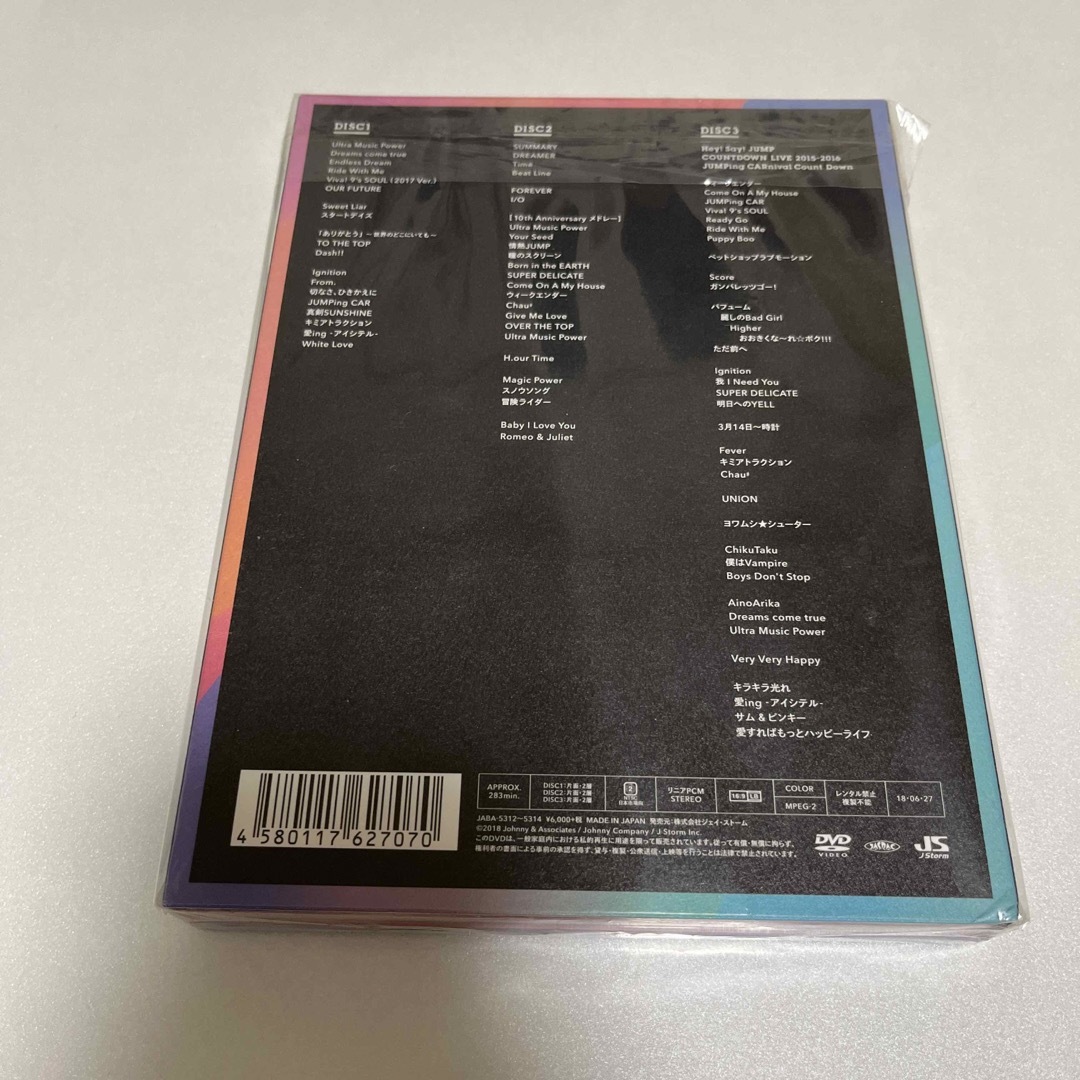 DISC1
Ultra Music Power
Dreams come true
Endless Dream
Ride With Me
Viva! 9's SOUL (2017 Ver.)
OUR FUTURE
Sweet Liar
スタートデイズ
「ありがとう」～世界のどこにいても～
TO THE TOP
Dash!!
Ignition
From.
切なさ、ひきかえに
JUMPing CAR
真剣SUNSHINE
キミアトラクション
愛ing -アイシテル-
White Love
DISC2
SUMMARY
DREAMER
Time
Beat Line
FOREVER
I/O
【10th Anniversary メドレー】
Ultra Music Power
Your Seed
情熱JUMP
瞳のスクリーン
Born in the EARTH
SUPER DELICATE
Come On A My House
ウィークエンダー
Chau#
Give Me Love
OVER THE TOP
Ultra Music Power
H.our Time
Magic Power
スノウソング
冒険ライダー
Baby I Love You
Romeo & Juliet
DISC3
Hey! Say! JUMP
COUNTDOWN LIVE 2015-2016
JUMPing CARnival Count Down
ウィークエンダー
Come On A My House
JUMPing CAR
Viva! 9's SOUL
Ready Go
Ride With Me
Puppy Boo
ペットショップラブモーション
Score
ガンバレッツゴー!
パフューム
麗しのBad Girl
Higher
おおきくな～れ☆ボク!!!
ただ前へ
Ignition
我 I Need You
SUPER DELICATE
明日へのYELL
3月14日～時計
Fever
キミアトラクション
Chau#
UNION
ヨワムシ★シューター
ChikuTaku
僕はVampire
Boys Don't Stop
AinoArika
Dreams come true
Ultra Music Power
Very Very Happy
キラキラ光れ
愛ing -アイシテル-
サム & ピンキー
愛すればもっとハッピーライフ
4 580117 627070
APPROX. 283min.
DISC1:片面・2層
DISC2:片面・2層
DISC3:片面・2層
2
NTSC
日本市場向
リニアPCM
STEREO
16:9 LB
COLOR
MPEG-2
レンタル禁止
複製不能
18・06・27
JABA-5312～5314 ¥6,000+税 MADE IN JAPAN 発売元:株式会社ジェイ・ストーム
©2018 Johnny & Associates / Johnny Company / J Storm Inc.
このDVDは、一般家庭内における私的再生に用途を限って販売されています。従って有償・無償に拘らず、
権利者の書面による事前の承認を得ず、貸与・複製・公衆送信・上映等を行うことは法律で禁止されています。
DVD
VIDEO
JASRAC
JS
J Storm